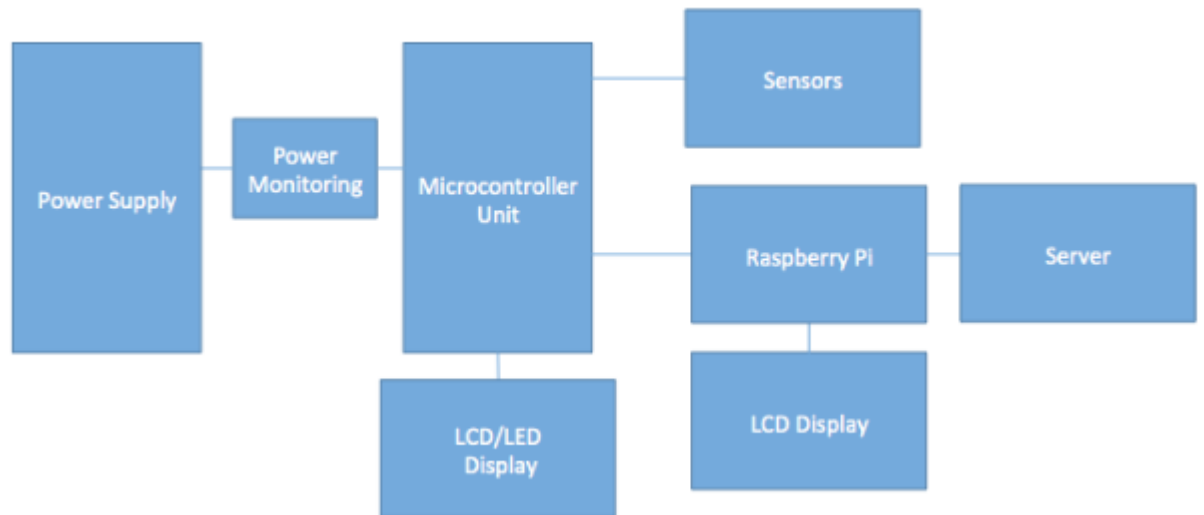 Power Supply
Power
Monitoring
Microcontroller
Unit
Sensors
Raspberry Pi
Server
LCD/LED
Display
LCD Display